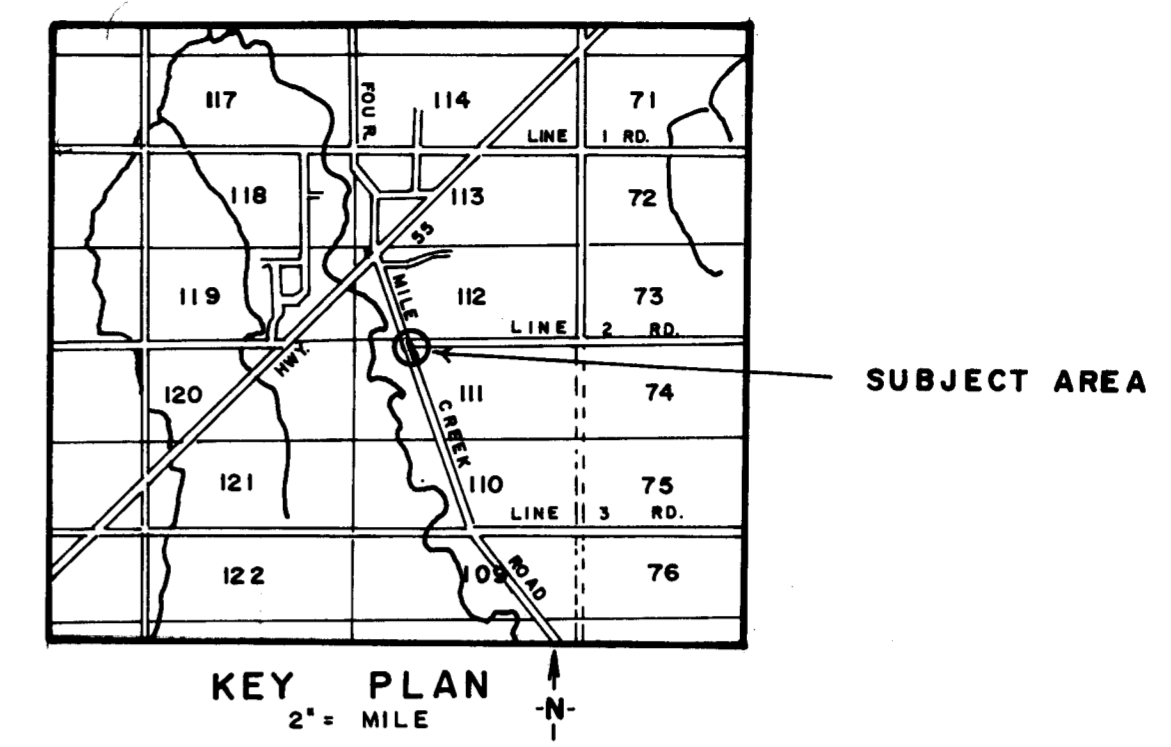 117
FOUR
114
71
LINE 1 RD.
118
113
72
55
119
MILE
112
73
LINE 2 RD.
HWY.
SUBJECT AREA
120
111
74
CREEK
121
110
75
LINE 3 RD.
122
109
ROAD
76
KEY PLAN
2" = MILE
-N-